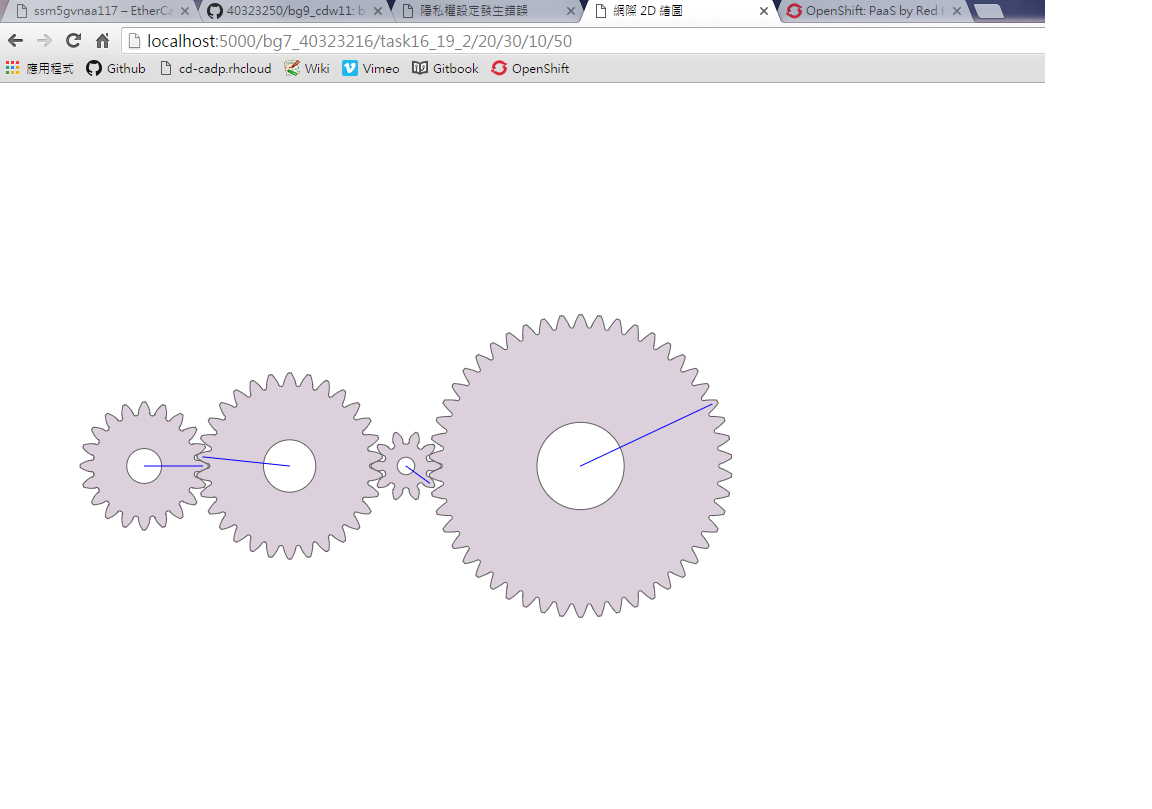 ssm5gvnaa117 – EtherCa 40323250/bg9_cdw11: b 隱私權設定發生錯誤 網際 2D 繪圖 OpenShift: PaaS by Red
localhost:5000/bg7_40323216/task16_19_2/20/30/10/50
應用程式 Github cd-cadp.rhcloud Wiki Vimeo Gitbook OpenShift